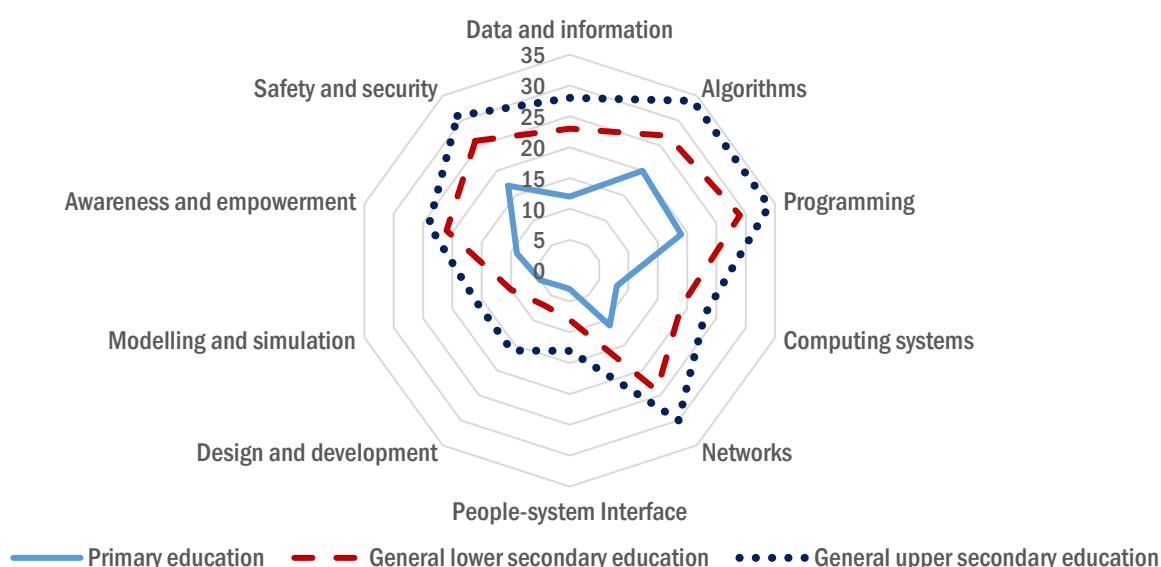 Data and information
35
30
25
20
15
10
5
0
Safety and security
Algorithms
Awareness and empowerment
Programming
Modelling and simulation
Computing systems
Design and development
Networks
People-system Interface
Primary education
General lower secondary education
General upper secondary education